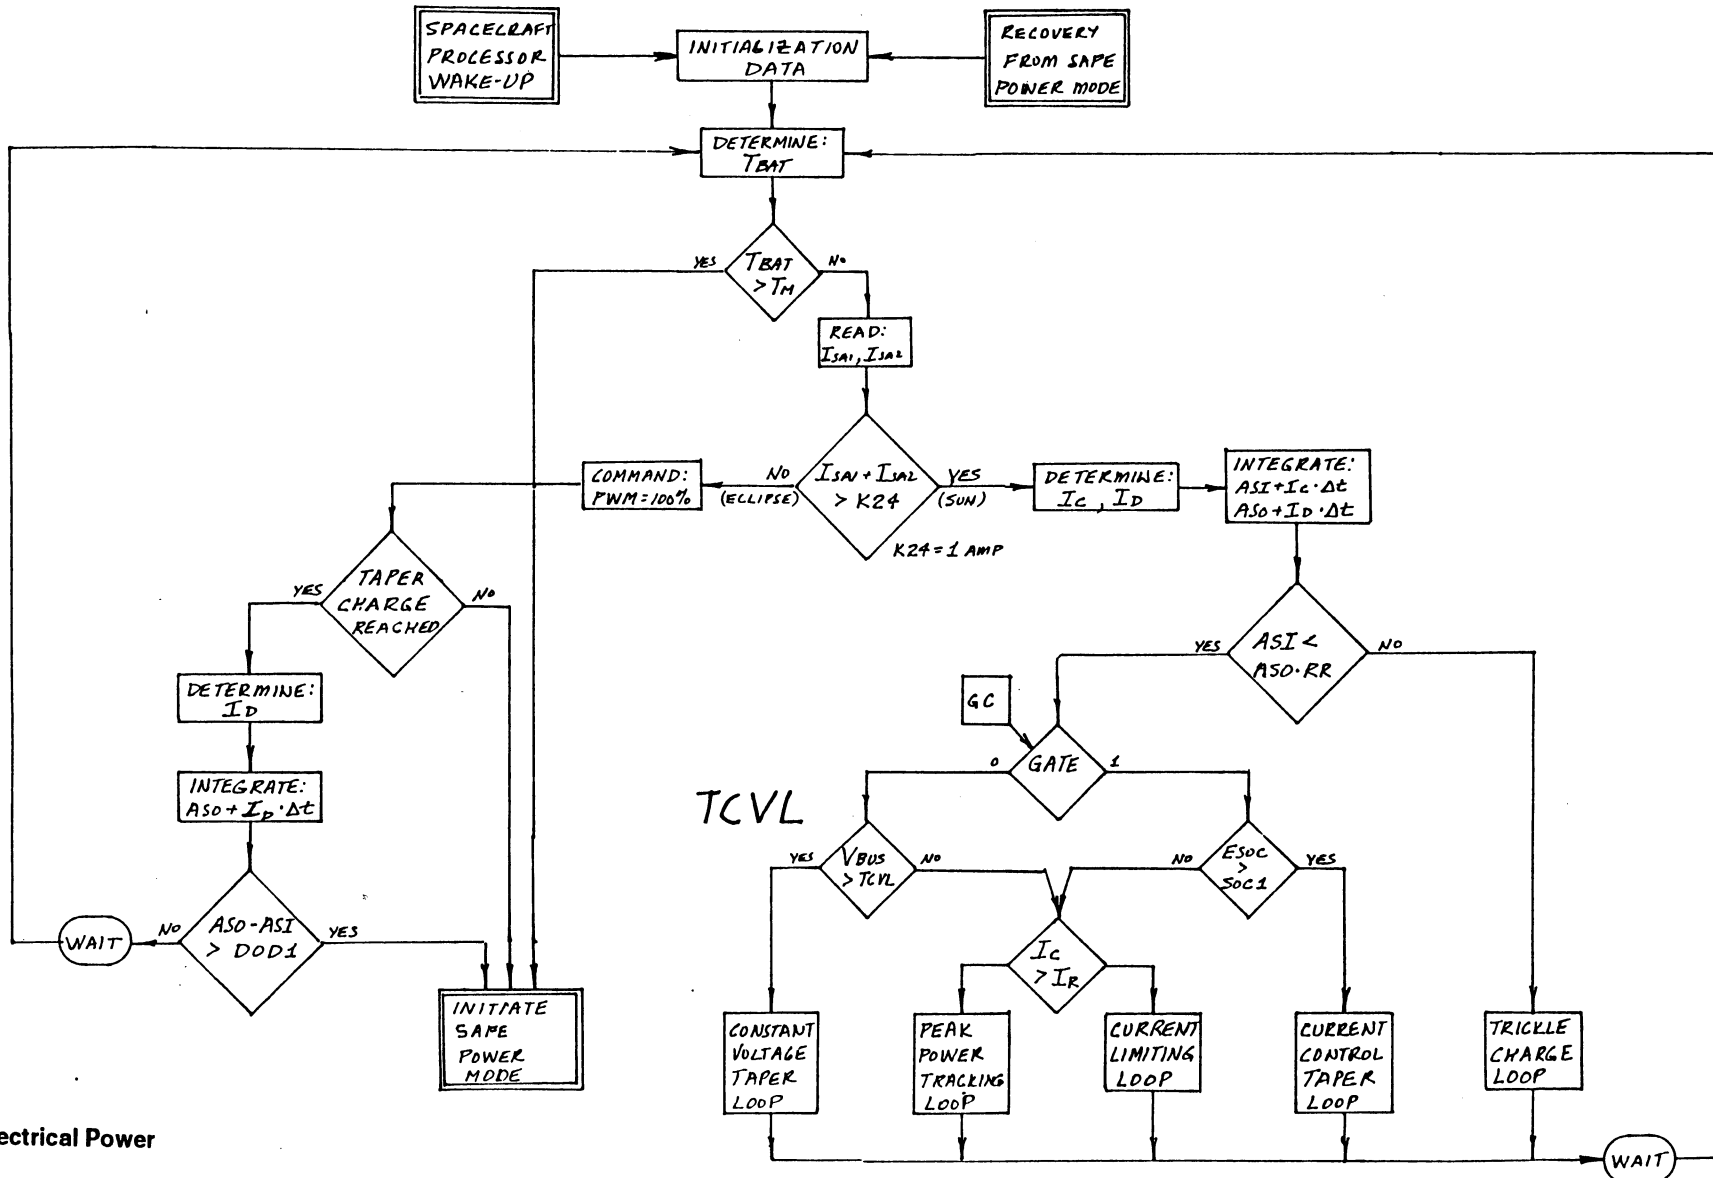 SPACECRAFT
PROCESSOR
WAKE-UP
INITIALIZATION
DATA
RECOVERY
FROM SAFE
POWER MODE
DETERMINE:
TBAT
YES
TBAT
> TM
NO
READ:
ISA1, ISA2
COMMAND:
PWM=100%
NO
(ECLIPSE)
ISA1 + ISA2
> K24
YES
(SUN)
K24 = 1 AMP
DETERMINE:
IC, ID
INTEGRATE:
ASI + IC·Δt
ASO + ID·Δt
YES
TAPER
CHARGE
REACHED
NO
YES
ASI <
ASO·RR
NO
DETERMINE:
ID
GC
0
GATE
1
INTEGRATE:
ASO + ID·Δt
TCVL
YES
VBUS
> TCVL
NO
NO
ESOC
>
SOC1
YES
WAIT
NO
ASO-ASI
> DOD1
YES
IC
> IR
INITIATE
SAFE
POWER
MODE
CONSTANT
VOLTAGE
TAPER
LOOP
PEAK
POWER
TRACKING
LOOP
CURRENT
LIMITING
LOOP
CURRENT
CONTROL
TAPER
LOOP
TRICKLE
CHARGE
LOOP
WAIT
ectrical Power